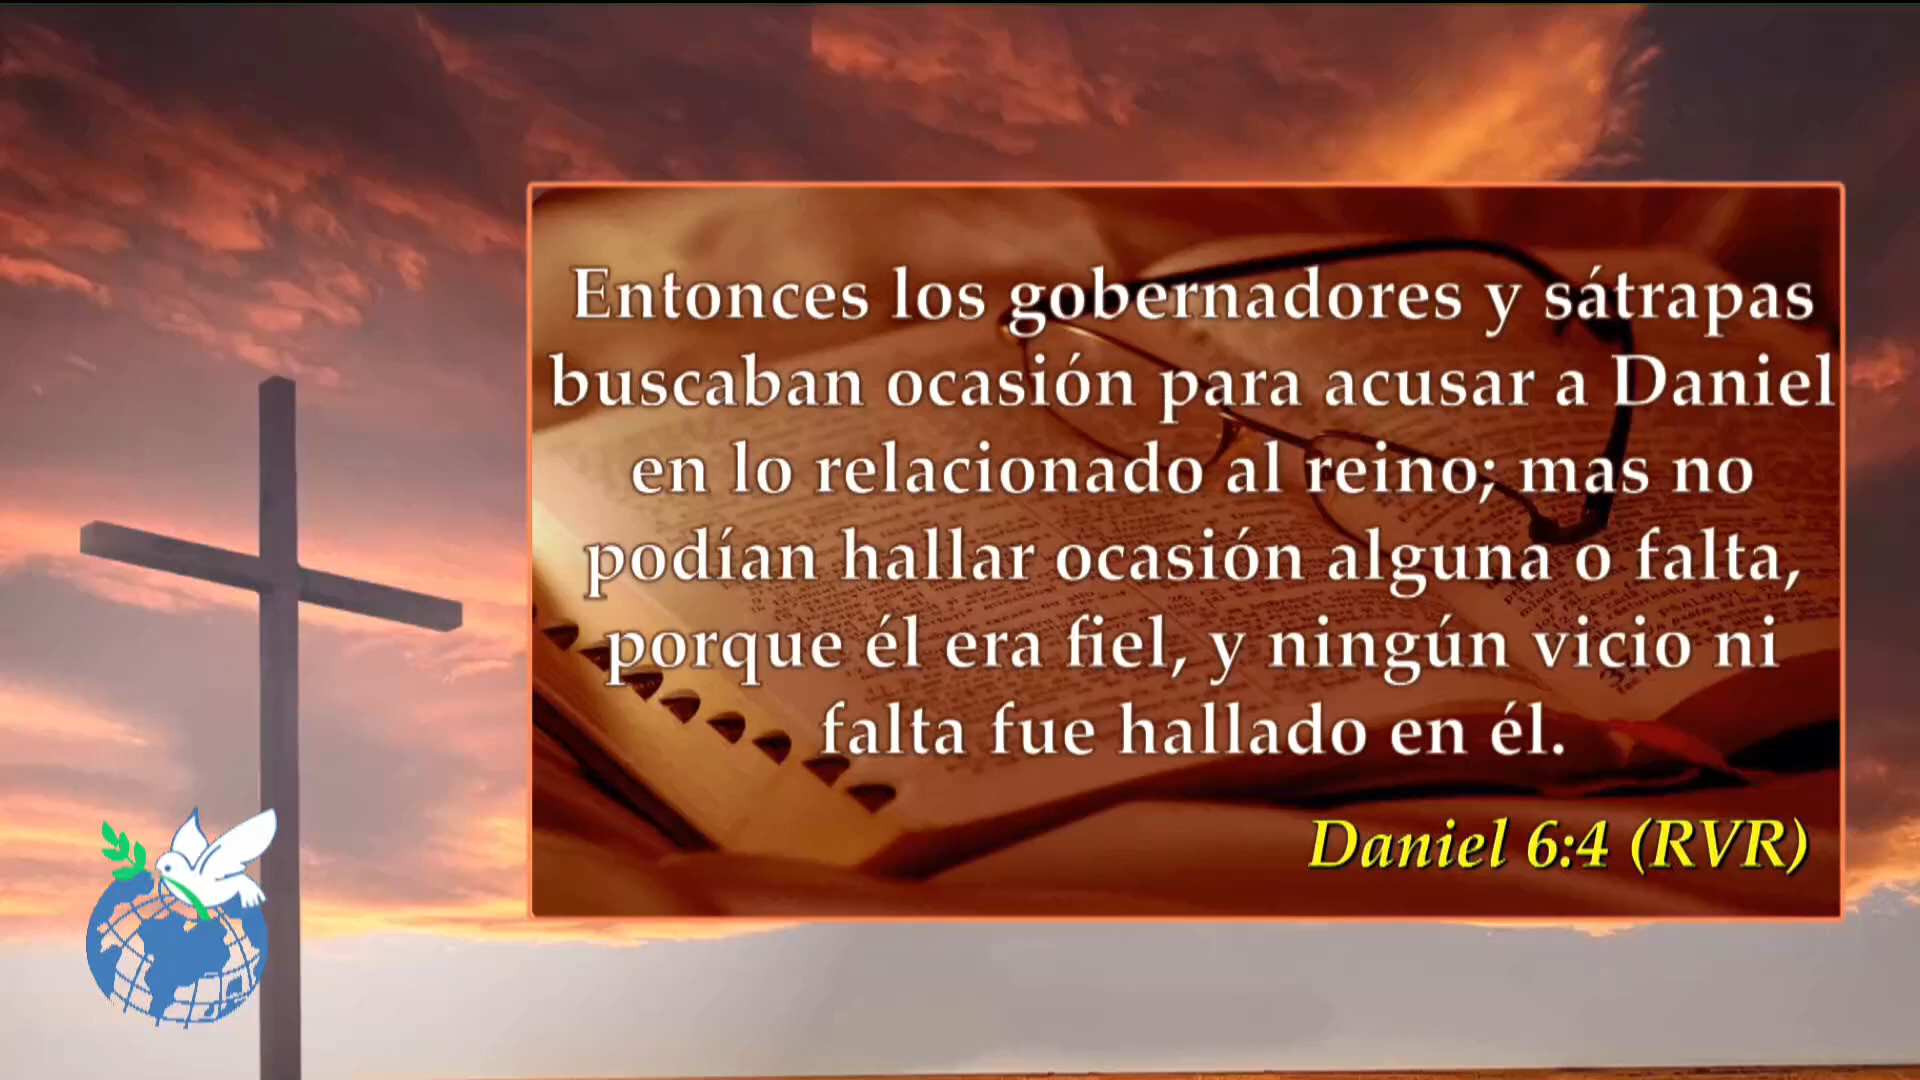 Entonces los gobernadores y sátrapas
buscaban ocasión para acusar a Daniel
en lo relacionado al reino; mas no
podían hallar ocasión alguna o falta,
porque él era fiel, y ningún vicio ni
falta fue hallado en él.
Daniel 6:4 (RVR)